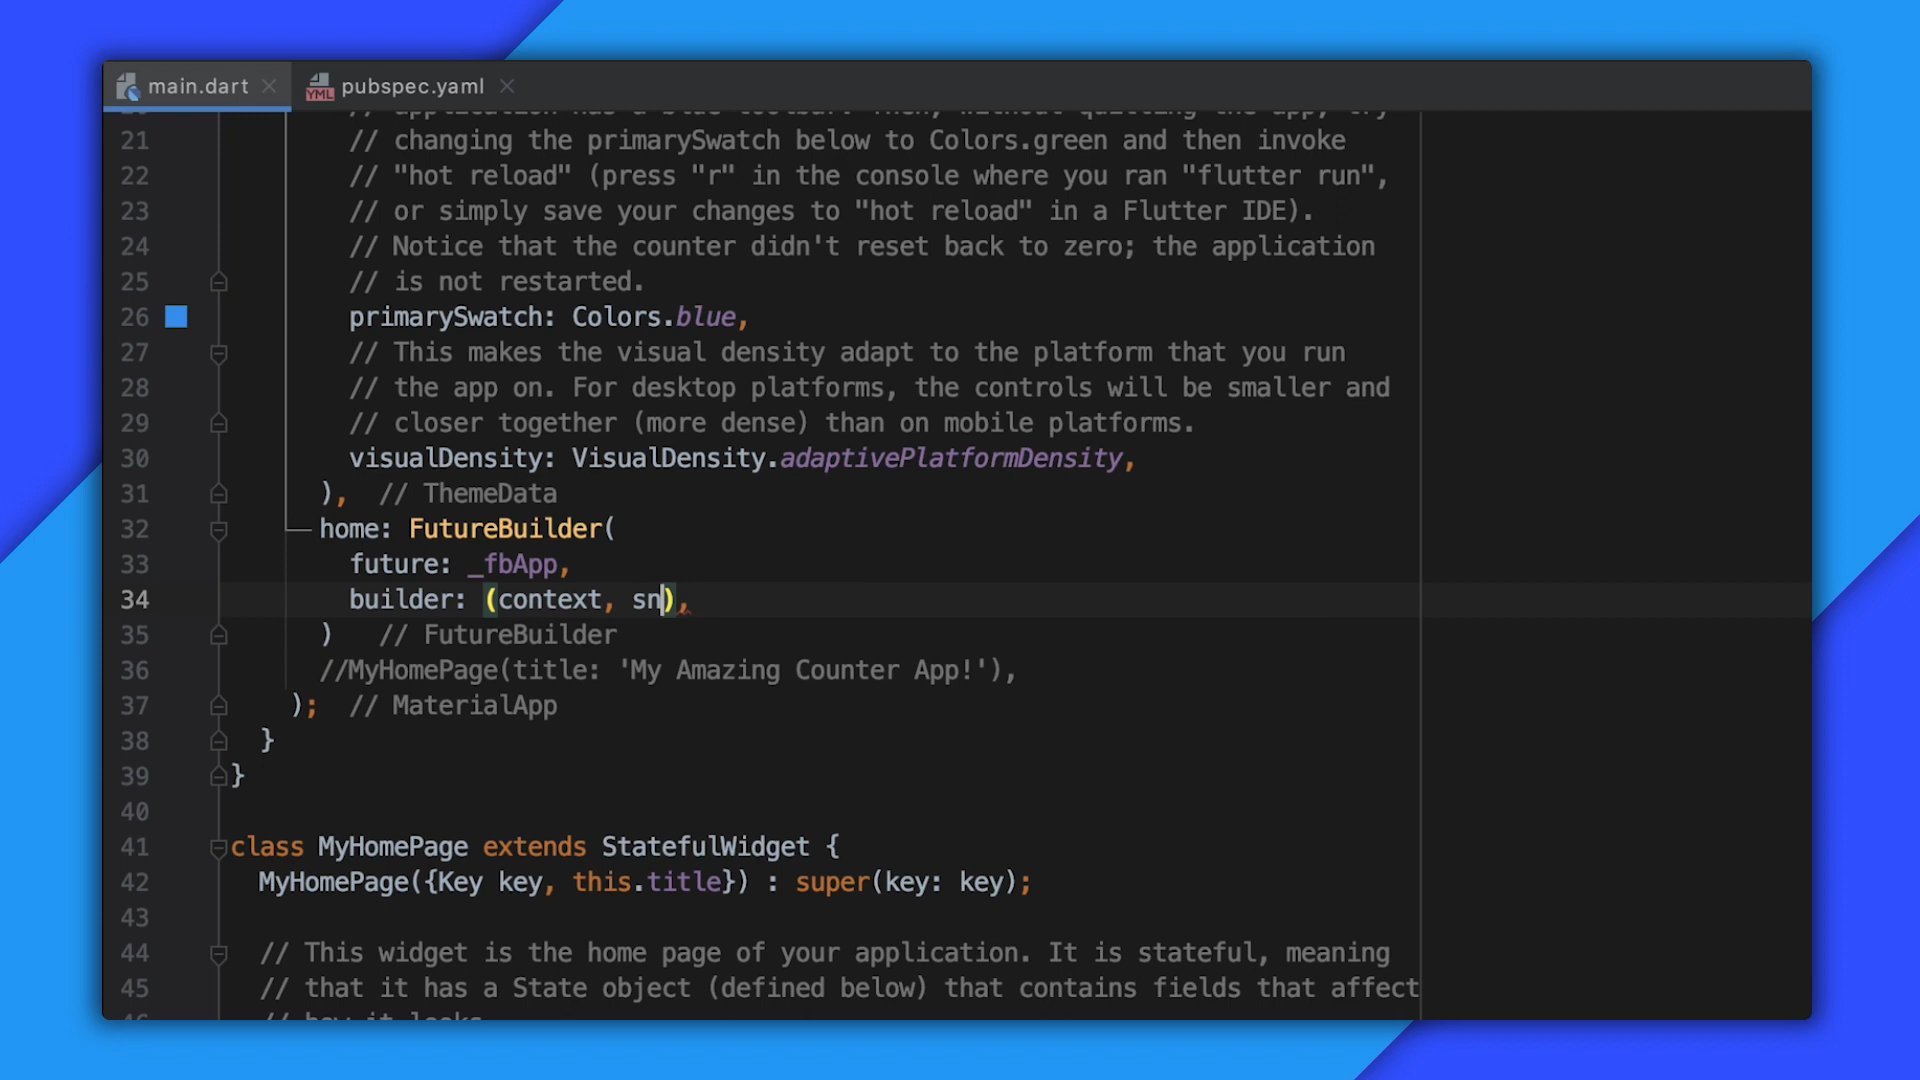 main.dart
YML pubspec.yaml
21 // changing the primarySwatch below to Colors.green and then invoke
22 // "hot reload" (press "r" in the console where you ran "flutter run",
23 // or simply save your changes to "hot reload" in a Flutter IDE).
24 // Notice that the counter didn't reset back to zero; the application
25 // is not restarted.
26 primarySwatch: Colors.blue,
27 // This makes the visual density adapt to the platform that you run
28 // the app on. For desktop platforms, the controls will be smaller and
29 // closer together (more dense) than on mobile platforms.
30 visualDensity: VisualDensity.adaptivePlatformDensity,
31 ), // ThemeData
32 home: FutureBuilder(
33 future: _fbApp,
34 builder: (context, sn),
35 ) // FutureBuilder
36 //MyHomePage(title: 'My Amazing Counter App!'),
37 ); // MaterialApp
38 }
39 }
40
41 class MyHomePage extends StatefulWidget {
42 MyHomePage({Key key, this.title}) : super(key: key);
43
44 // This widget is the home page of your application. It is stateful, meaning
45 // that it has a State object (defined below) that contains fields that affect